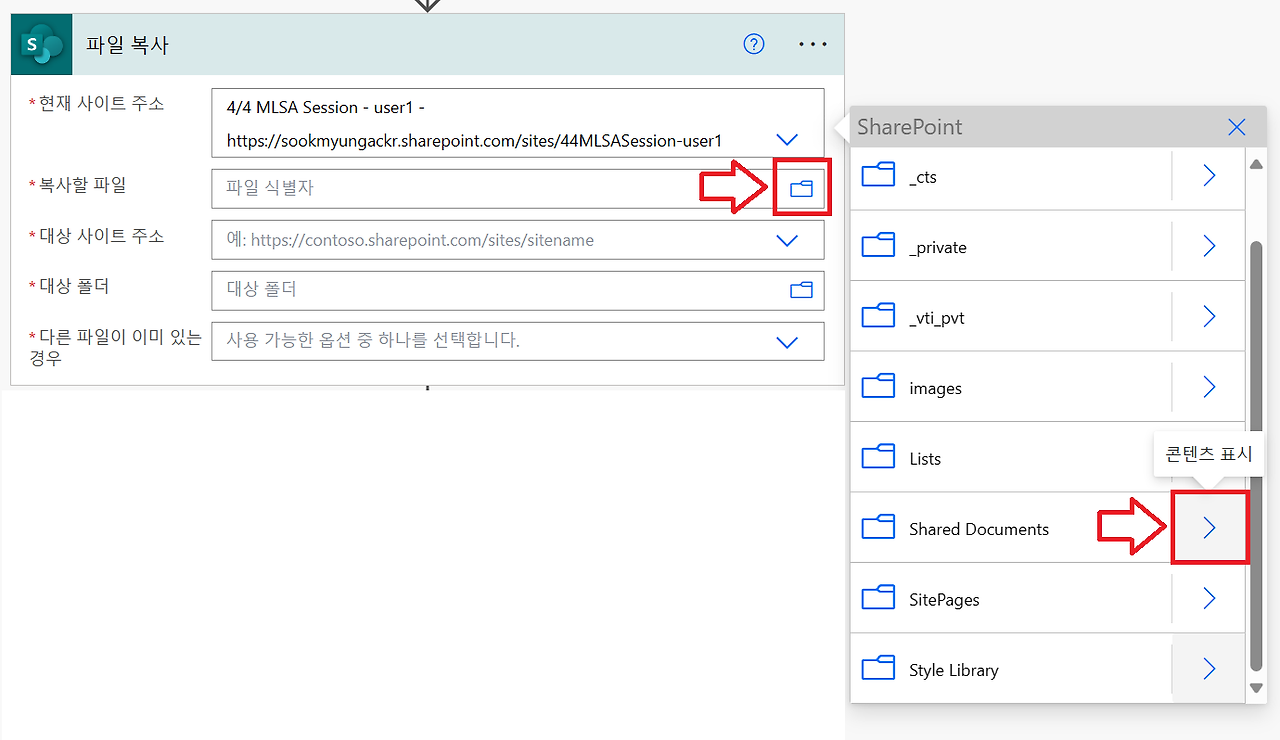 S
파일 복사
?
*현재 사이트 주소
4/4 MLSA Session - user1 -
https://sookmyungackr.sharepoint.com/sites/44MLSASession-user1
*복사할 파일
파일 식별자
*대상 사이트 주소
예: https://contoso.sharepoint.com/sites/sitename
*대상 폴더
대상 폴더
*다른 파일이 이미 있는
경우
사용 가능한 옵션 중 하나를 선택합니다.
SharePoint
_cts
_private
_vti_pvt
images
Lists
콘텐츠 표시
Shared Documents
SitePages
Style Library